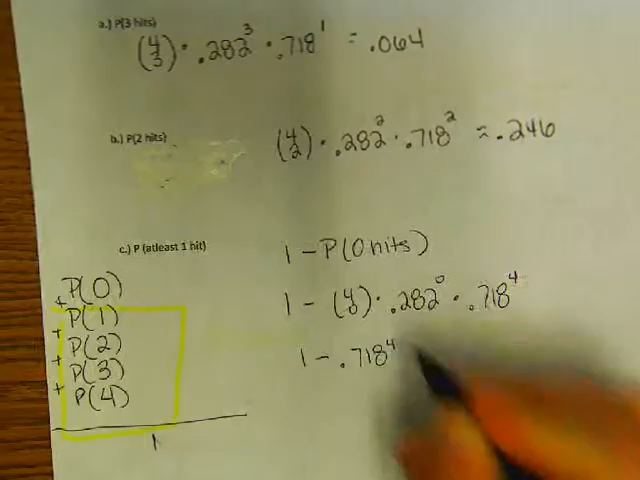 a.) P(3 hits)
(4 3) · .282³ · .718¹ = .064
b.) P(2 hits)
(4 2) · .282² · .718² ≈ .246
c.) P (atleast 1 hit)
1 - P(0 hits)
1 - (4 0) · .282⁰ · .718⁴
1 - .718⁴
P(0)
+ P(1)
+ P(2)
+ P(3)
+ P(4)
1